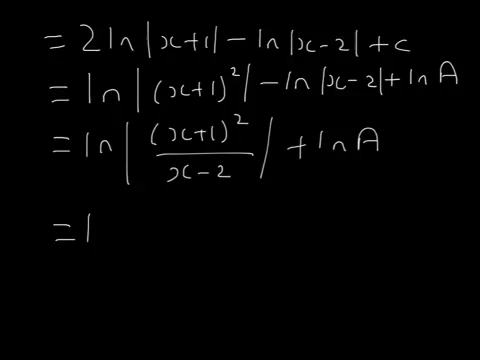 = 2 ln|x+1| - ln|x-2| + c
= ln|(x+1)²| - ln|x-2| + ln A
= ln|(x+1)²/(x-2)| + ln A
= l